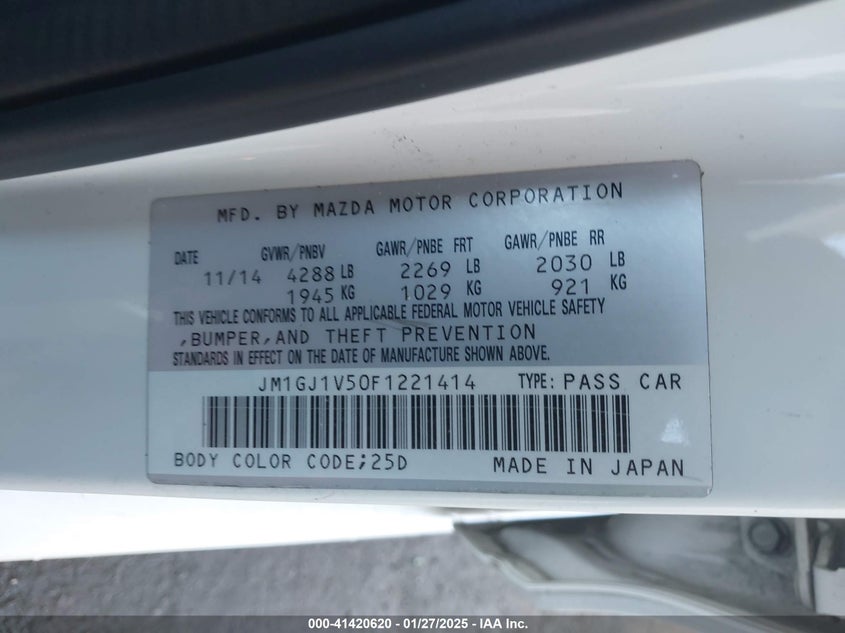 MFD. BY MAZDA MOTOR CORPORATION
DATE GVWR/PNBV GAWR/PNBE FRT GAWR/PNBE RR
11/14 4288 LB 2269 LB 2030 LB
1945 KG 1029 KG 921 KG
THIS VEHICLE CONFORMS TO ALL APPLICABLE FEDERAL MOTOR VEHICLE SAFETY
,BUMPER,AND THEFT PREVENTION
STANDARDS IN EFFECT ON THE DATE OF MANUFACTURE SHOWN ABOVE.
JM1GJ1V50F1221414 TYPE: PASS CAR
BODY COLOR CODE;25D MADE IN JAPAN
000-41420620 - 01/27/2025 - IAA Inc.